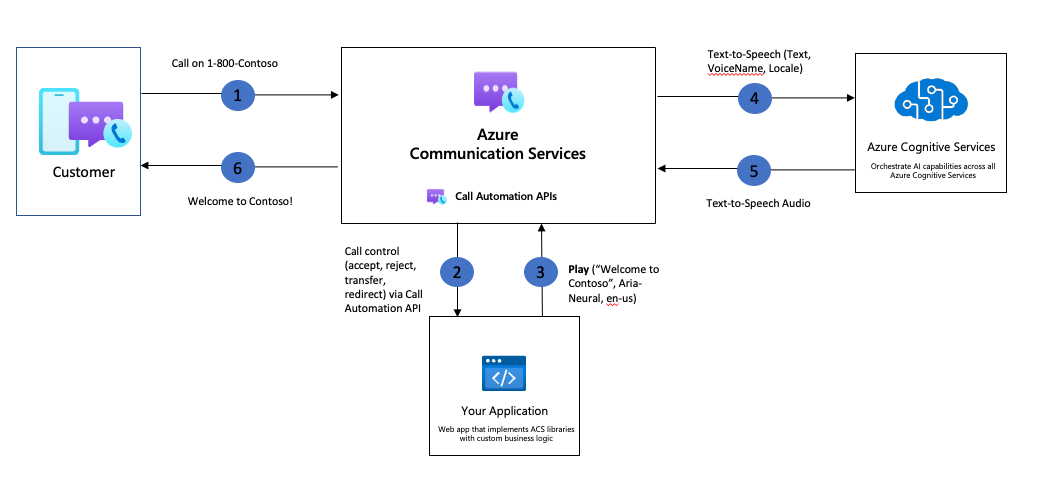 Call on 1-800-Contoso
1
Customer
6
Welcome to Contoso!
Azure
Communication Services
Call Automation APIs
Text-to-Speech (Text,
VoiceName, Locale)
4
5
Text-to-Speech Audio
Azure Cognitive Services
Orchestrate AI capabilities across all
Azure Cognitive Services
Call control
(accept, reject,
transfer,
redirect) via Call
Automation API
2
3
Play (“Welcome to
Contoso”, Aria-
Neural, en-us)
</>
Your Application
Web app that implements ACS libraries
with custom business logic